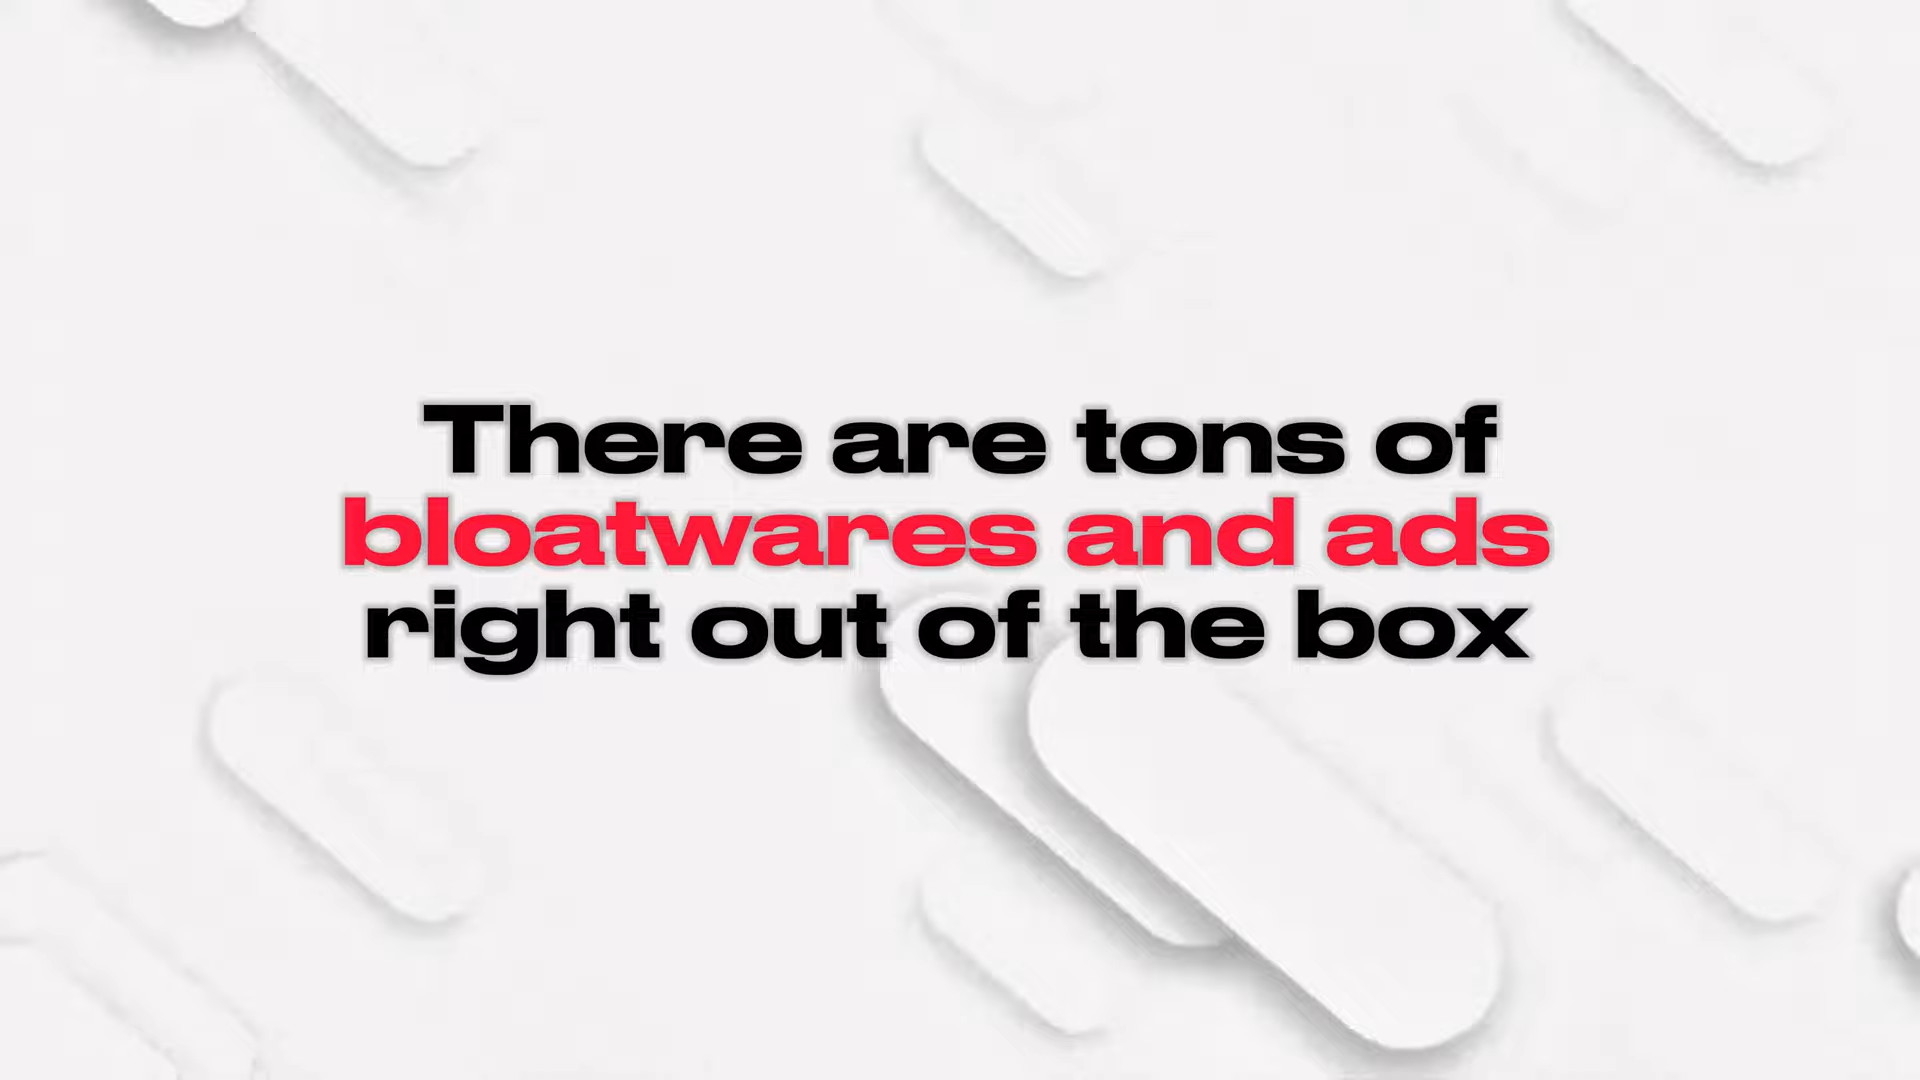 There are tons of
bloatwares and ads
right out of the box